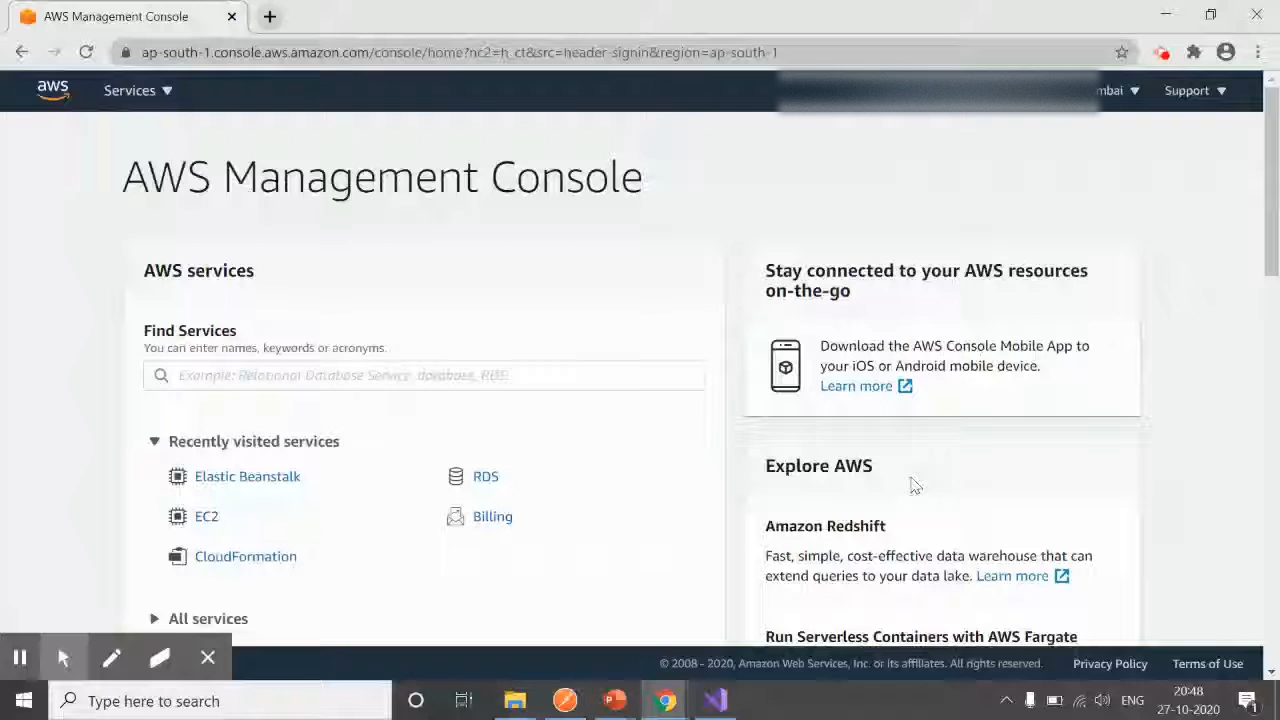 AWS Management Console
ap-south-1.console.aws.amazon.com/console/home?nc2=h_ct&src=header-signin&region=ap-south-1
aws
Services
mbai
Support
AWS Management Console
AWS services
Find Services
You can enter names, keywords or acronyms.
Example: Relational Database Service, database, RDS
Recently visited services
Elastic Beanstalk
RDS
EC2
Billing
CloudFormation
All services
Stay connected to your AWS resources
on-the-go
Download the AWS Console Mobile App to
your iOS or Android mobile device.
Learn more
Explore AWS
Amazon Redshift
Fast, simple, cost-effective data warehouse that can
extend queries to your data lake. Learn more
Run Serverless Containers with AWS Fargate
© 2008 - 2020, Amazon Web Services, Inc. or its affiliates. All rights reserved.
Privacy Policy
Terms of Use
Type here to search
ENG
20:48
27-10-2020
1